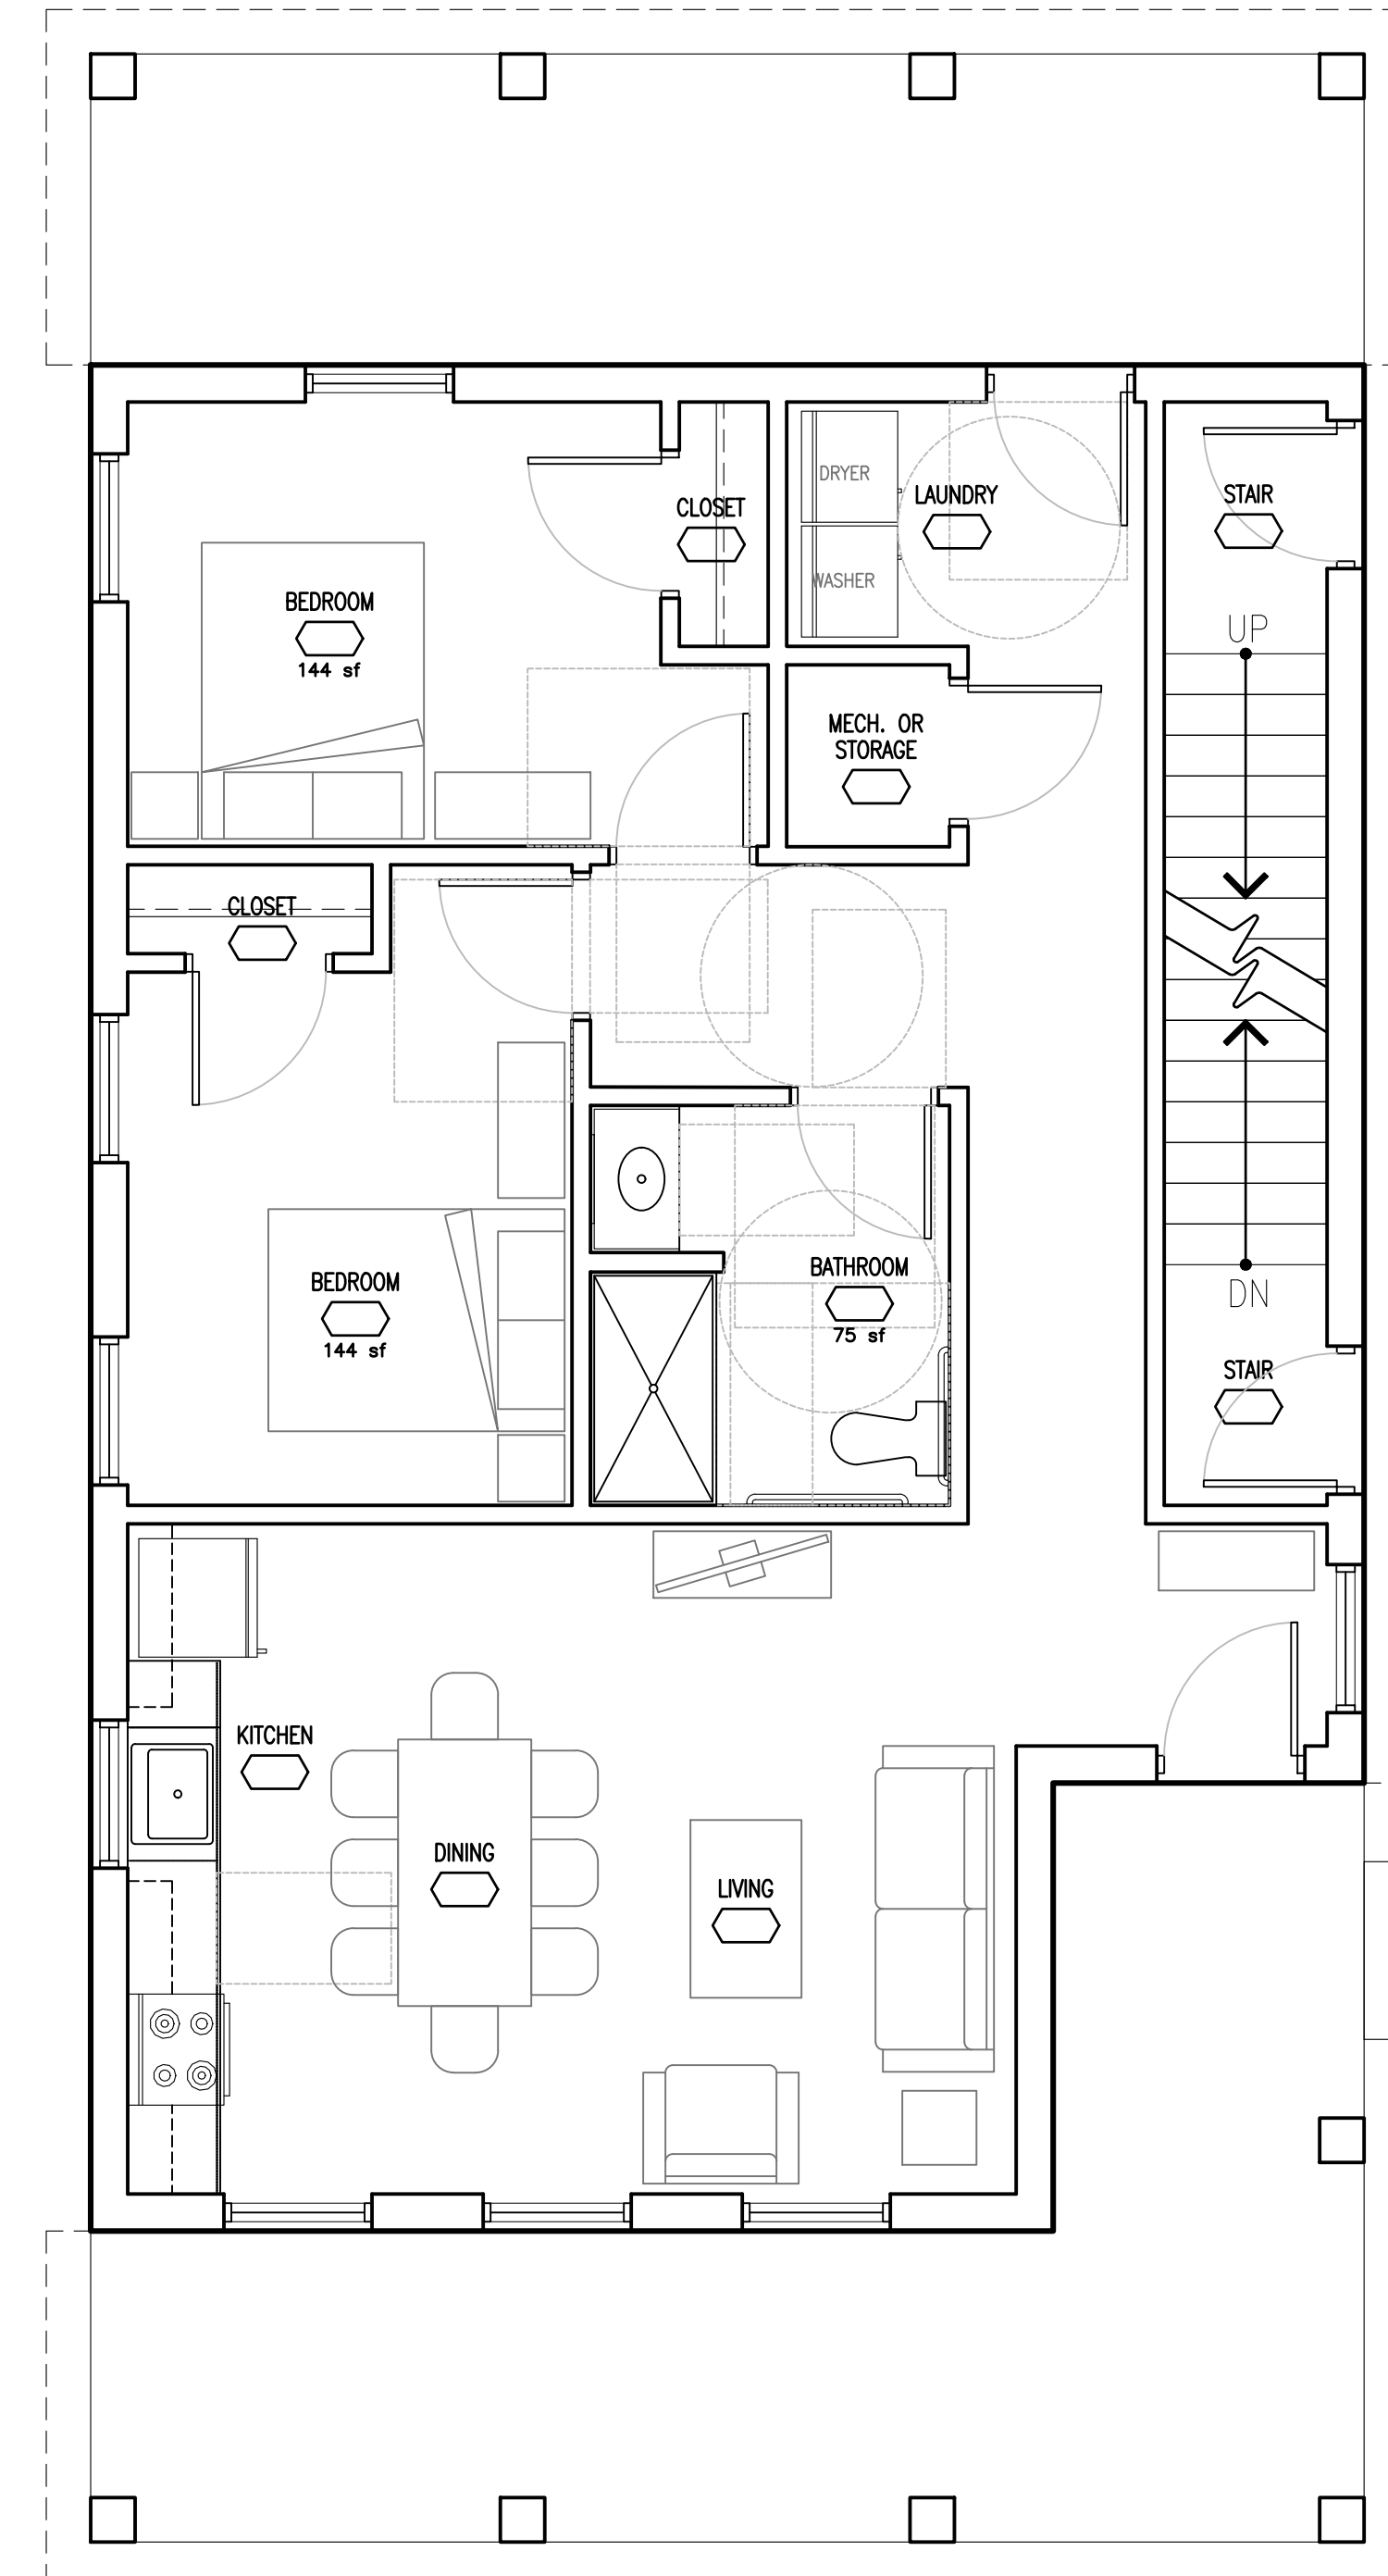 DRYER
CLOSET
LAUNDRY
STAIR
WASHER
BEDROOM
144 sf
UP
MECH. OR
STORAGE
CLOSET
BEDROOM
144 sf
BATHROOM
75 sf
DN
STAIR
KITCHEN
DINING
LIVING